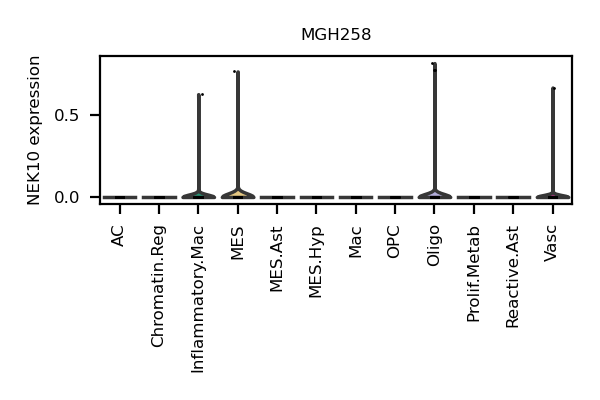 MGH258
NEK10 expression
0.5
0.0
AC
Chromatin.Reg
Inflammatory.Mac
MES
MES.Ast
MES.Hyp
Mac
OPC
Oligo
Prolif.Metab
Reactive.Ast
Vasc